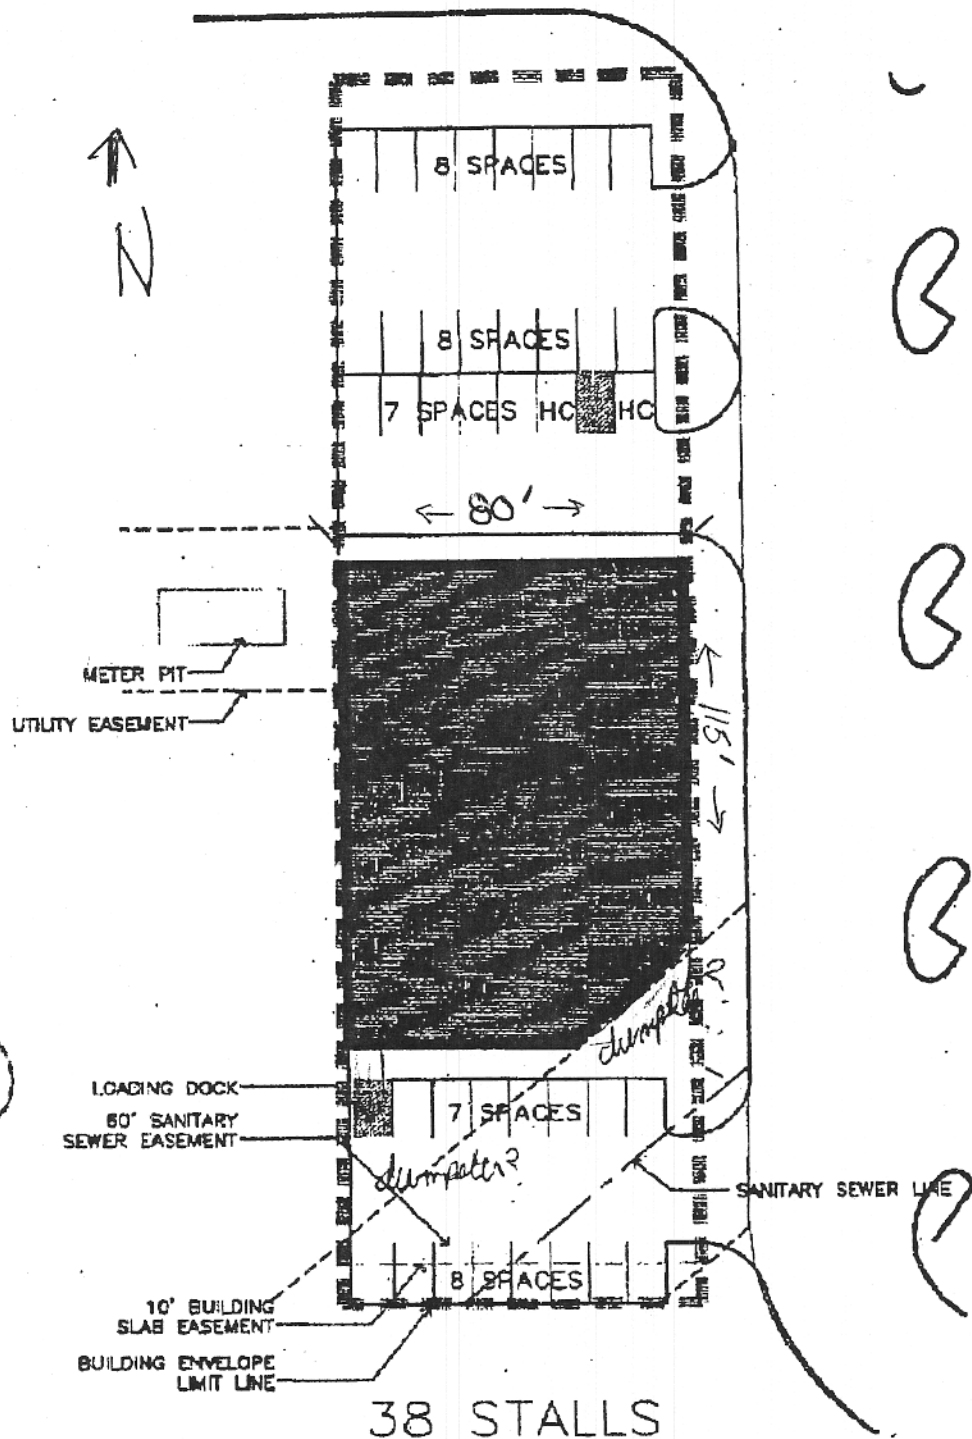 8 SPACES
N
8 SPACES
7 SPACES HC HC
← 80' →
METER PIT
UTILITY EASEMENT
← 115' →
dumpster
or
LOADING DOCK
7 SPACES
60' SANITARY
SEWER EASEMENT
dumpster?
SANITARY SEWER LINE
8 SPACES
10' BUILDING
SLAB EASEMENT
BUILDING ENVELOPE
LIMIT LINE
38 STALLS